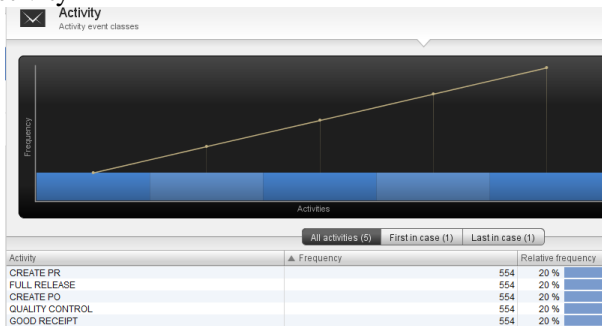 Activity
Activity event classes
Frequency
Activities
All activities (5) First in case (1) Last in case (1)
Activity ▲ Frequency Relative frequency
CREATE PR 554 20 %
FULL RELEASE 554 20 %
CREATE PO 554 20 %
QUALITY CONTROL 554 20 %
GOOD RECEIPT 554 20 %